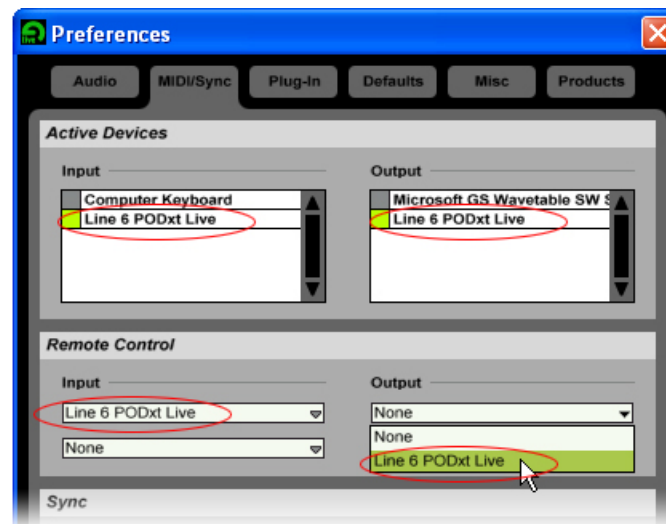 Preferences
Audio MIDI/Sync Plug-In Defaults Misc Products
Active Devices
Input Output
Computer Keyboard Microsoft GS Wavetable SW S
Line 6 PODxt Live Line 6 PODxt Live
Remote Control
Input Output
Line 6 PODxt Live None
None None
Line 6 PODxt Live
Sync